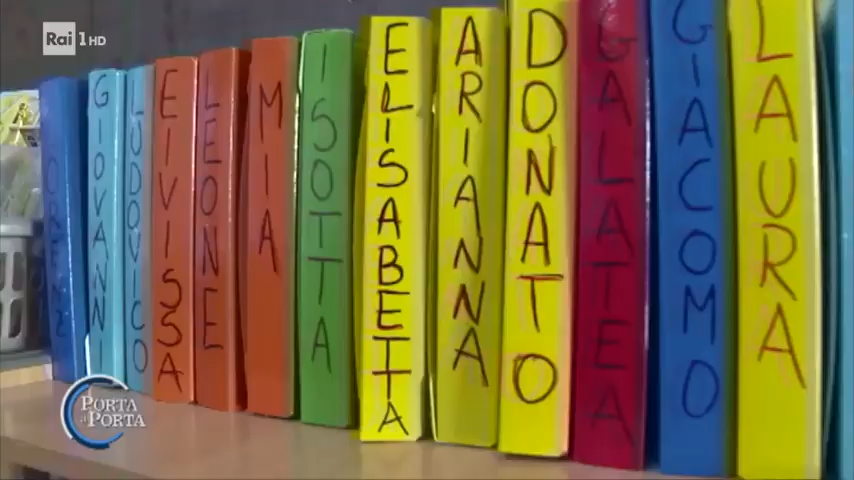 Rai 1 HD
GIOVANNI
LUDOVICO
EIVISSA
LEONE
MIA
ISOTTA
ELISABETTA
ARIANNA
DONATO
GALATEA
GIACOMO
LAURA
PORTA a PORTA